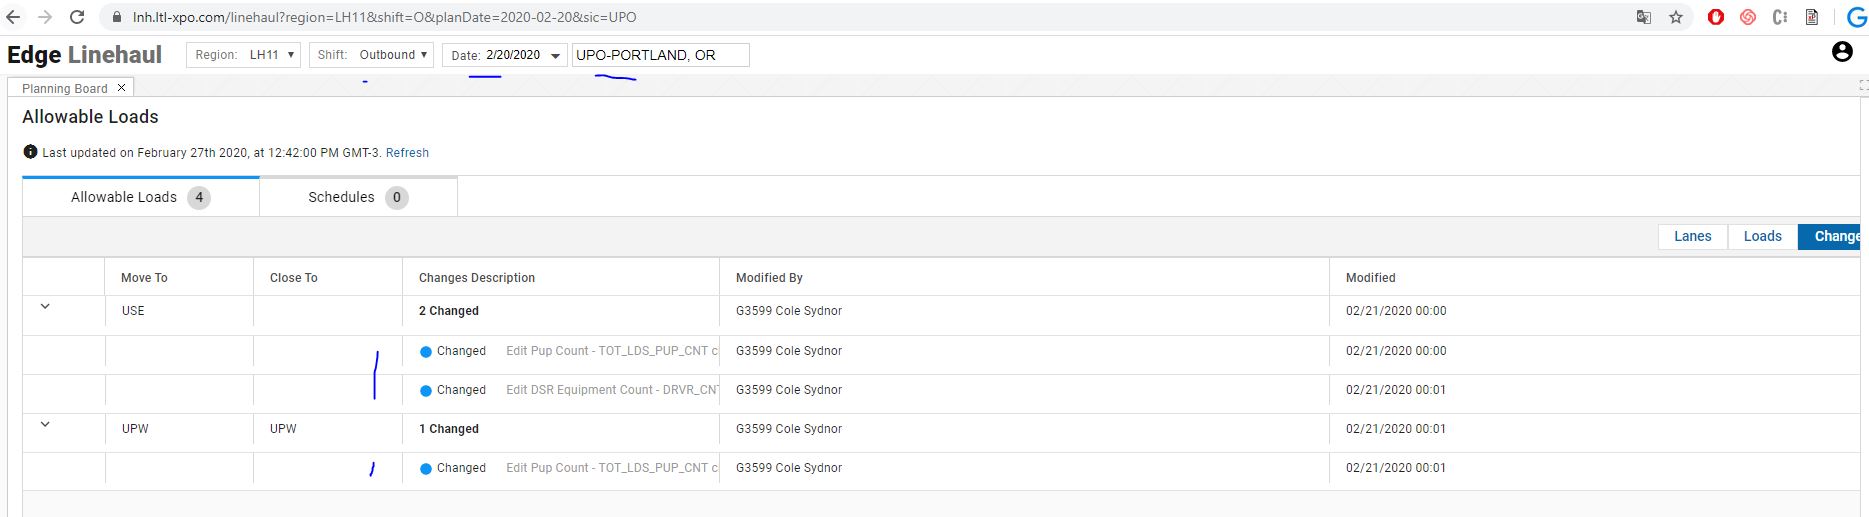 lnh.ltl-xpo.com/linehaul?region=LH11&shift=O&planDate=2020-02-20&sic=UPO
Edge Linehaul Region: LH11 Shift: Outbound Date: 2/20/2020 UPO-PORTLAND, OR
Planning Board
Allowable Loads
Last updated on February 27th 2020, at 12:42:00 PM GMT-3. Refresh
Allowable Loads 4 Schedules 0
Lanes Loads Change
Move To Close To Changes Description Modified By Modified
USE 2 Changed G3599 Cole Sydnor 02/21/2020 00:00
Changed Edit Pup Count - TOT_LDS_PUP_CNT c G3599 Cole Sydnor 02/21/2020 00:00
Changed Edit DSR Equipment Count - DRVR_CNT G3599 Cole Sydnor 02/21/2020 00:01
UPW UPW 1 Changed G3599 Cole Sydnor 02/21/2020 00:01
Changed Edit Pup Count - TOT_LDS_PUP_CNT c G3599 Cole Sydnor 02/21/2020 00:01